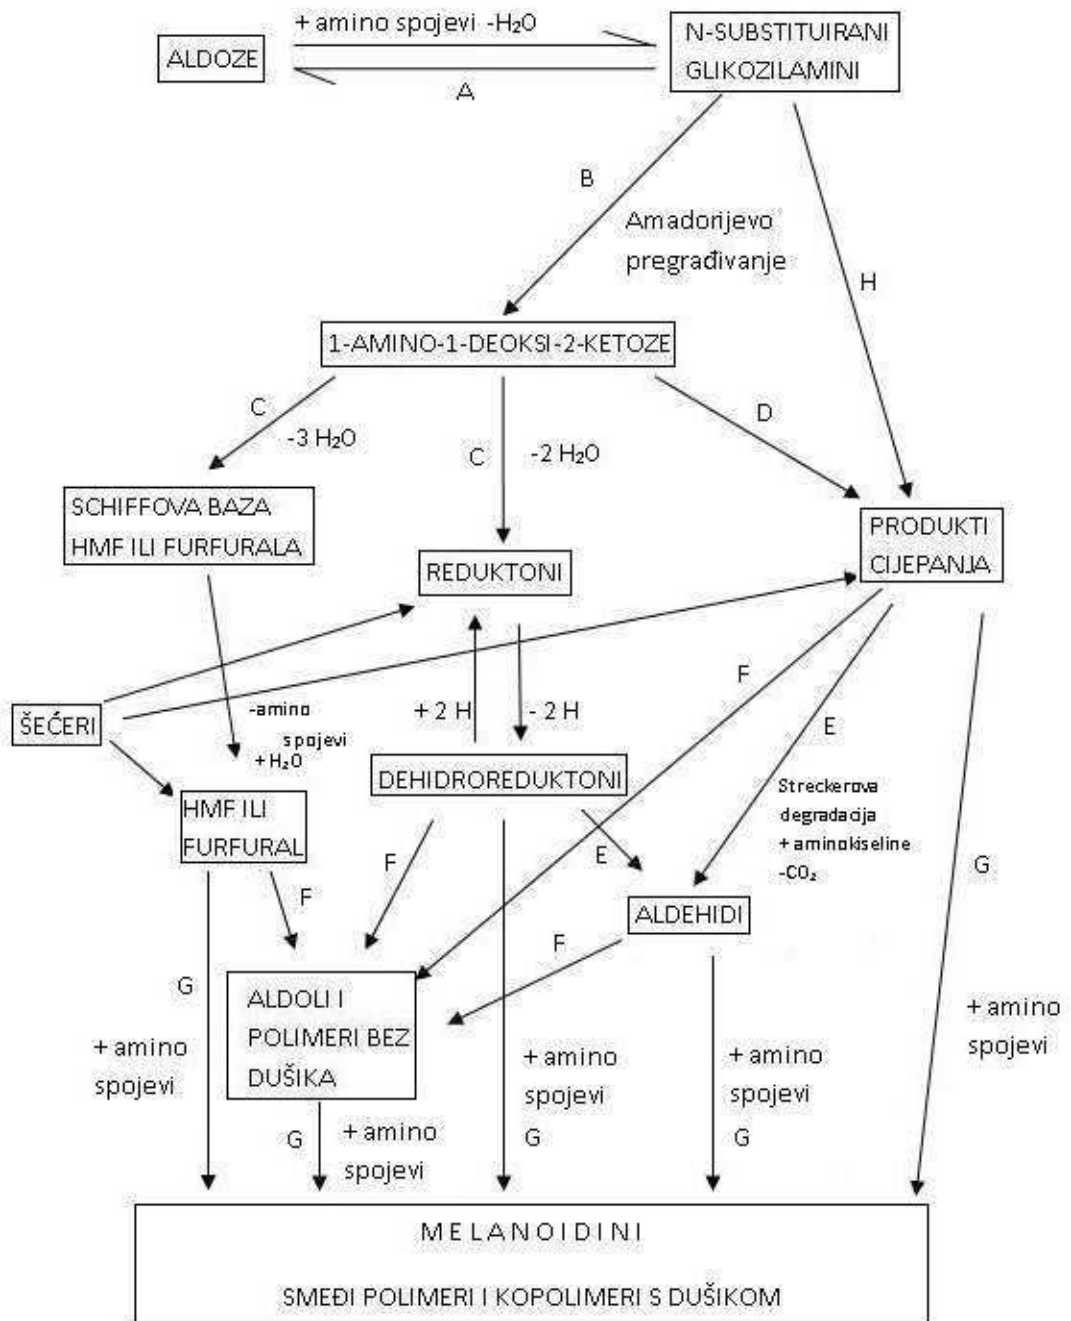 + amino spojevi -H₂O
ALDOZE
A
N-SUBSTITUIRANI
GLIKOZILAMINI
B
Amadorijevo
pregrađivanje
H
1-AMINO-1-DEOKSI-2-KETOZE
C
-3 H₂O
C
-2 H₂O
D
SCHIFFOVA BAZA
HMF ILI FURFURALA
REDUKTONI
PRODUKTI
CIJEPANJA
ŠEĆERI
-amino
spojevi
+H₂O
+ 2 H
- 2 H
F
E
DEHIDROREDUKTONI
Streckerova
degradacija
+ aminokiseline
-CO₂
HMF ILI
FURFURAL
F
F
E
G
ALDEHIDI
F
G
ALDOLI I
POLIMERI BEZ
DUŠIKA
+ amino
spojevi
+ amino
spojevi
G
+ amino
spojevi
G
+ amino
spojevi
G
+ amino
spojevi
MELANOIDINI
SMEĐI POLIMERI I KOPOLIMERI S DUŠIKOM